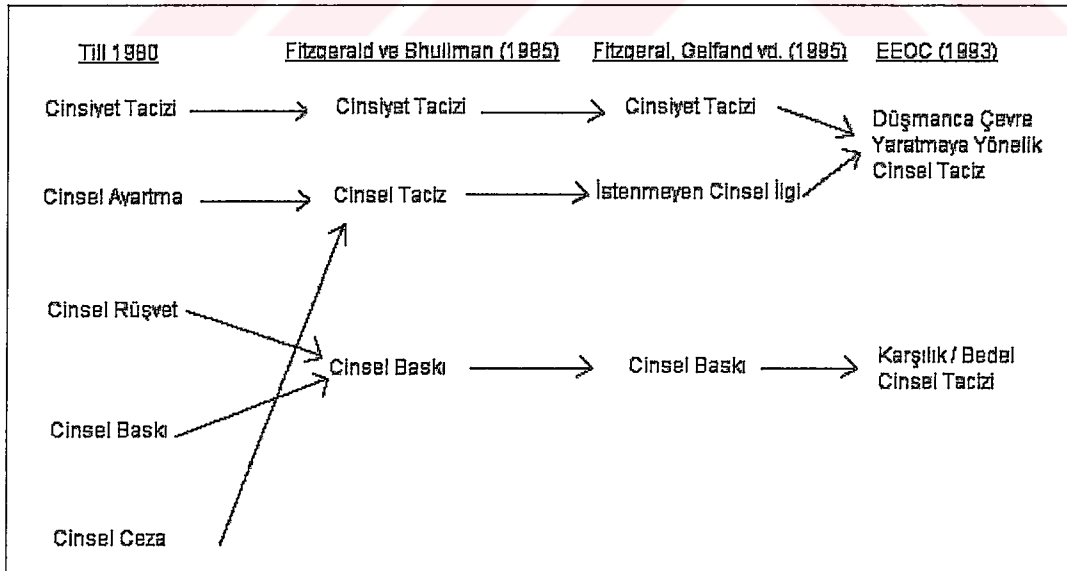 Till 1980
Fitzgerald ve Shullman (1985)
Fitzgeral, Gelfand vd. (1995)
EEOC (1993)
Cinsiyet Tacizi
Cinsiyet Tacizi
Cinsiyet Tacizi
Düşmanca Çevre
Yaratmaya Yönelik
Cinsel Taciz
Cinsel Ayartma
Cinsel Taciz
İstenmeyen Cinsel İlgi
Cinsel Rüşvet
Cinsel Baskı
Cinsel Baskı
Karşılık / Bedel
Cinsel Tacizi
Cinsel Baskı
Cinsel Ceza